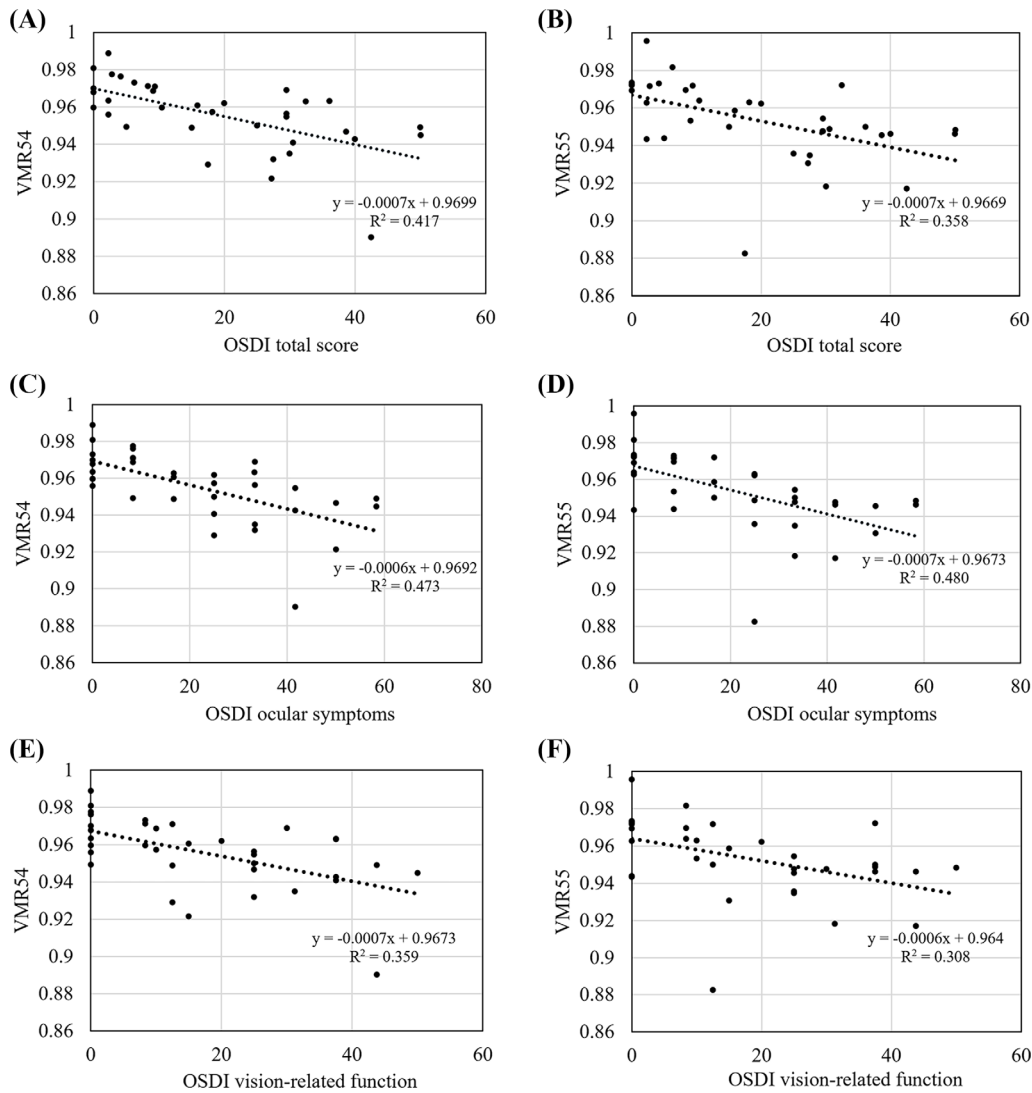 (A)
1
0.98
0.96
0.94
0.92
0.9
0.88
0.86
VMR54
y = -0.0007x + 0.9699
R² = 0.417
0 20 40 60
OSDI total score
(B)
1
0.98
0.96
0.94
0.92
0.9
0.88
0.86
VMR55
y = -0.0007x + 0.9669
R² = 0.358
0 20 40 60
OSDI total score
(C)
1
0.98
0.96
0.94
0.92
0.9
0.88
0.86
VMR54
y = -0.0006x + 0.9692
R² = 0.473
0 20 40 60 80
OSDI ocular symptoms
(D)
1
0.98
0.96
0.94
0.92
0.9
0.88
0.86
VMR55
y = -0.0007x + 0.9673
R² = 0.480
0 20 40 60 80
OSDI ocular symptoms
(E)
1
0.98
0.96
0.94
0.92
0.9
0.88
0.86
VMR54
y = -0.0007x + 0.9673
R² = 0.359
0 20 40 60
OSDI vision-related function
(F)
1
0.98
0.96
0.94
0.92
0.9
0.88
0.86
VMR55
y = -0.0006x + 0.964
R² = 0.308
0 20 40 60
OSDI vision-related function